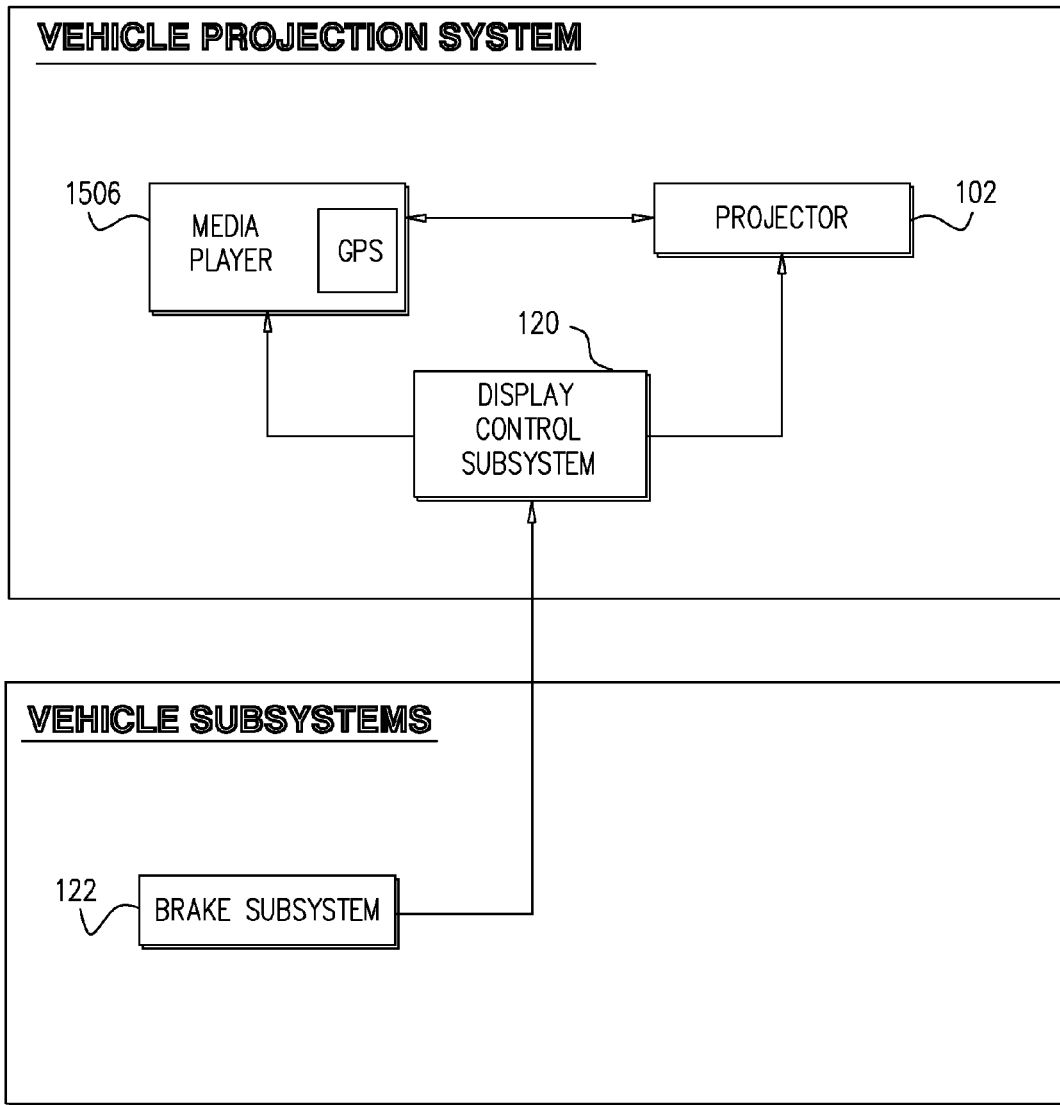 VEHICLE PROJECTION SYSTEM
1506
MEDIA
PLAYER
GPS
PROJECTOR
102
120
DISPLAY
CONTROL
SUBSYSTEM
VEHICLE SUBSYSTEMS
122
BRAKE SUBSYSTEM